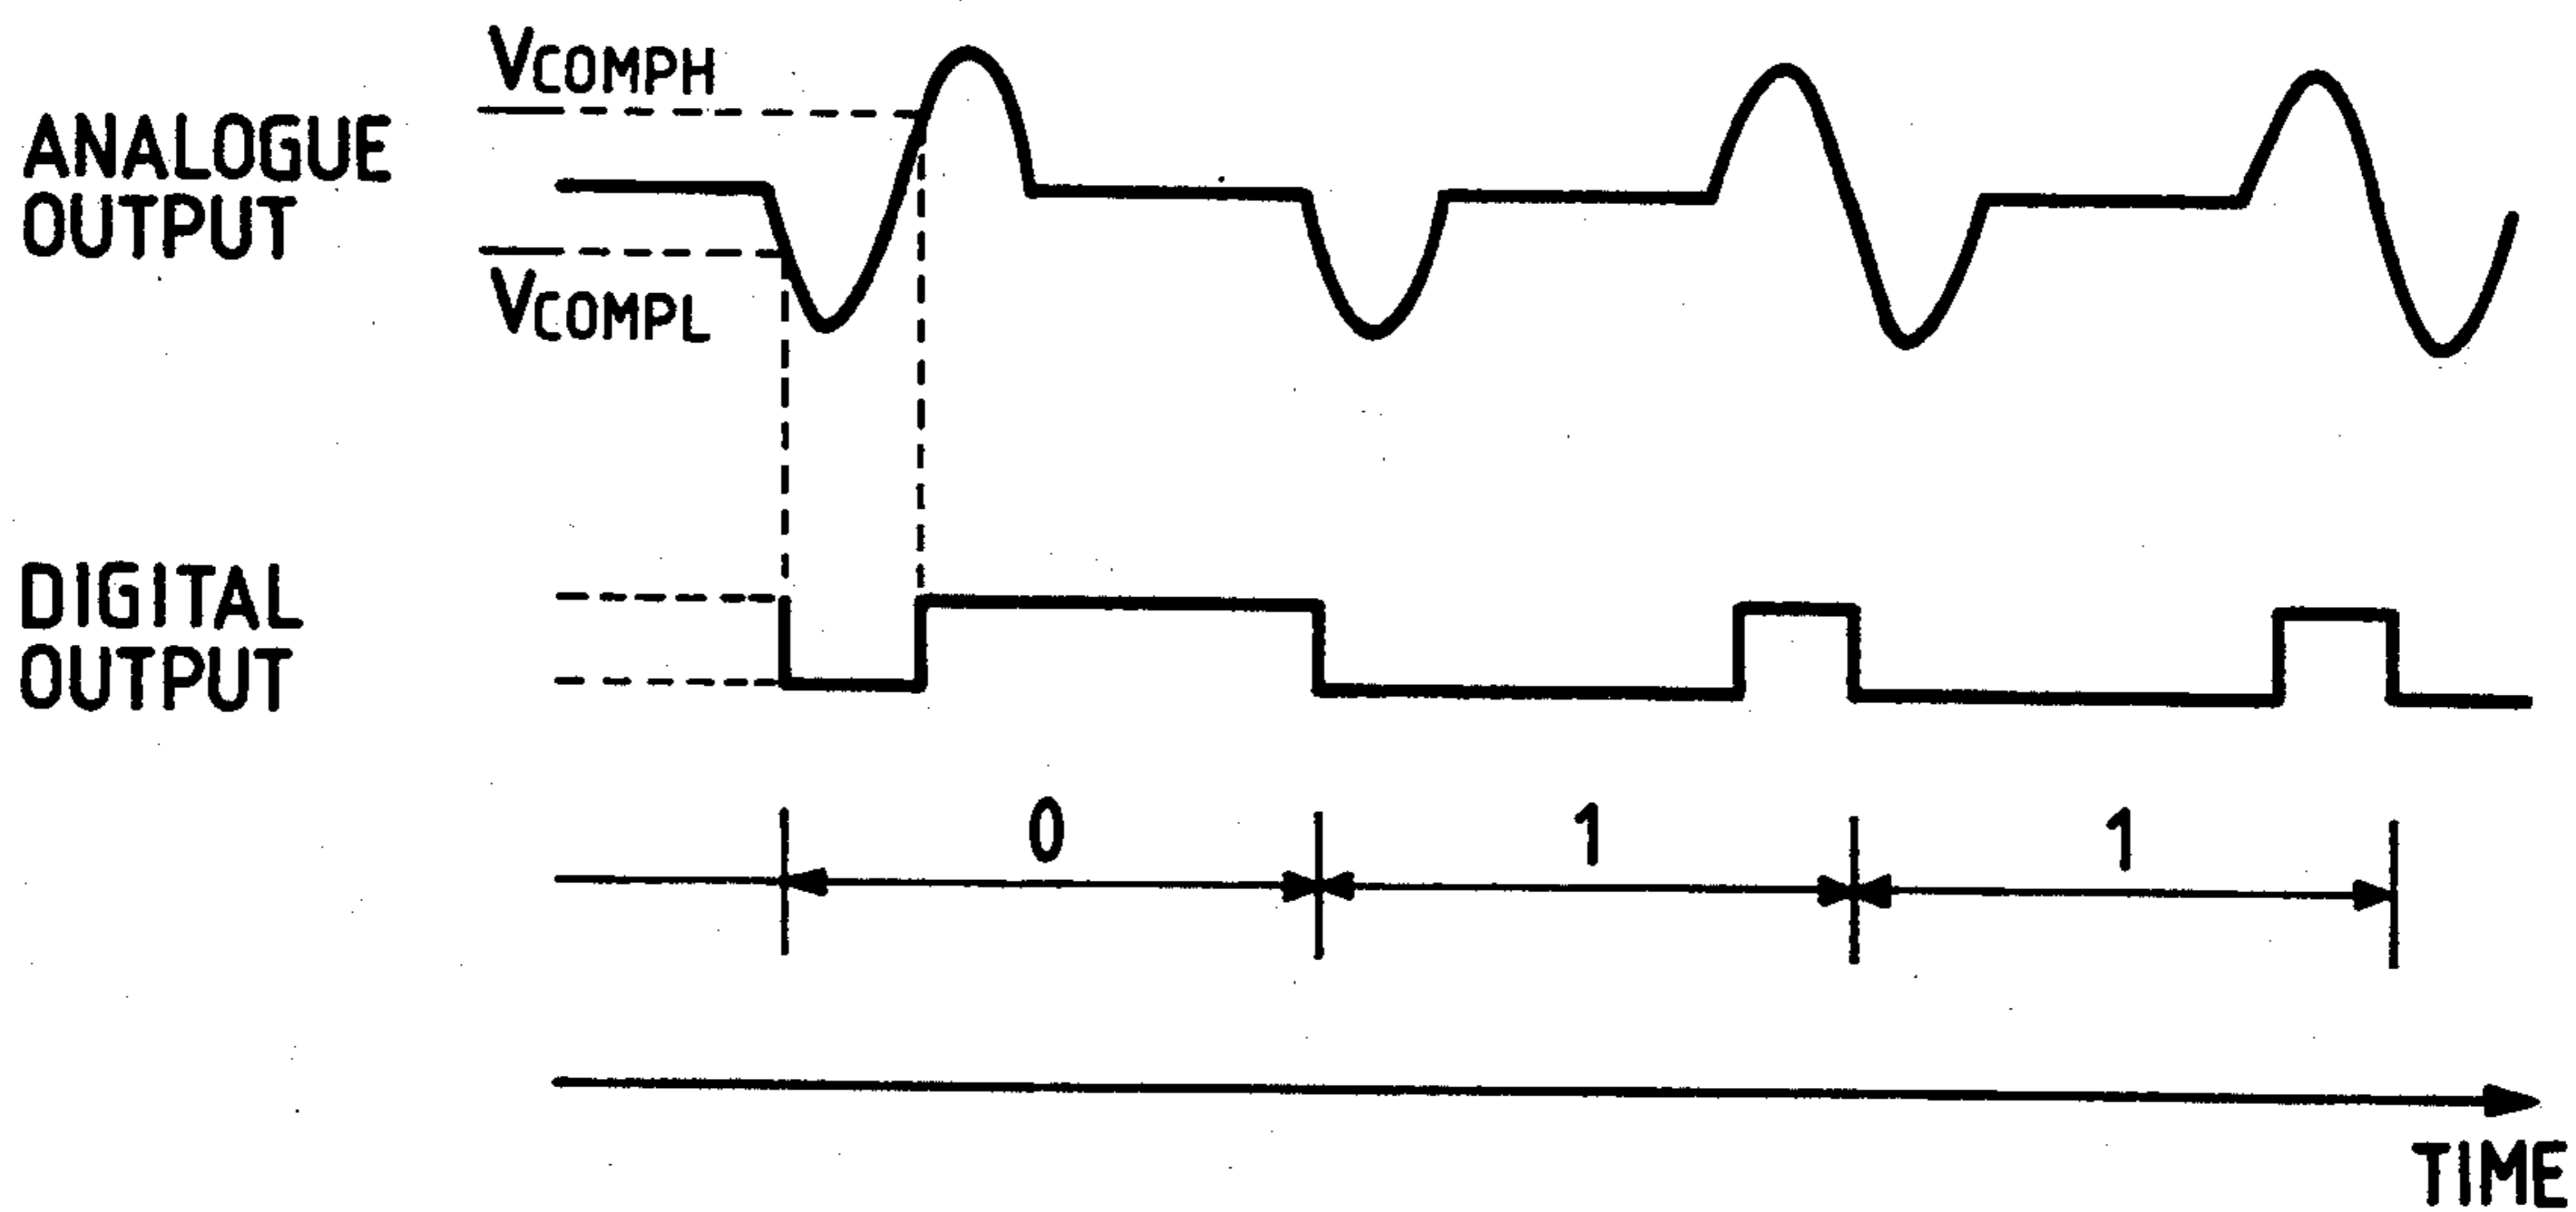 VCOMPH
ANALOGUE
OUTPUT
VCOMPL
DIGITAL
OUTPUT
0 1 1
TIME